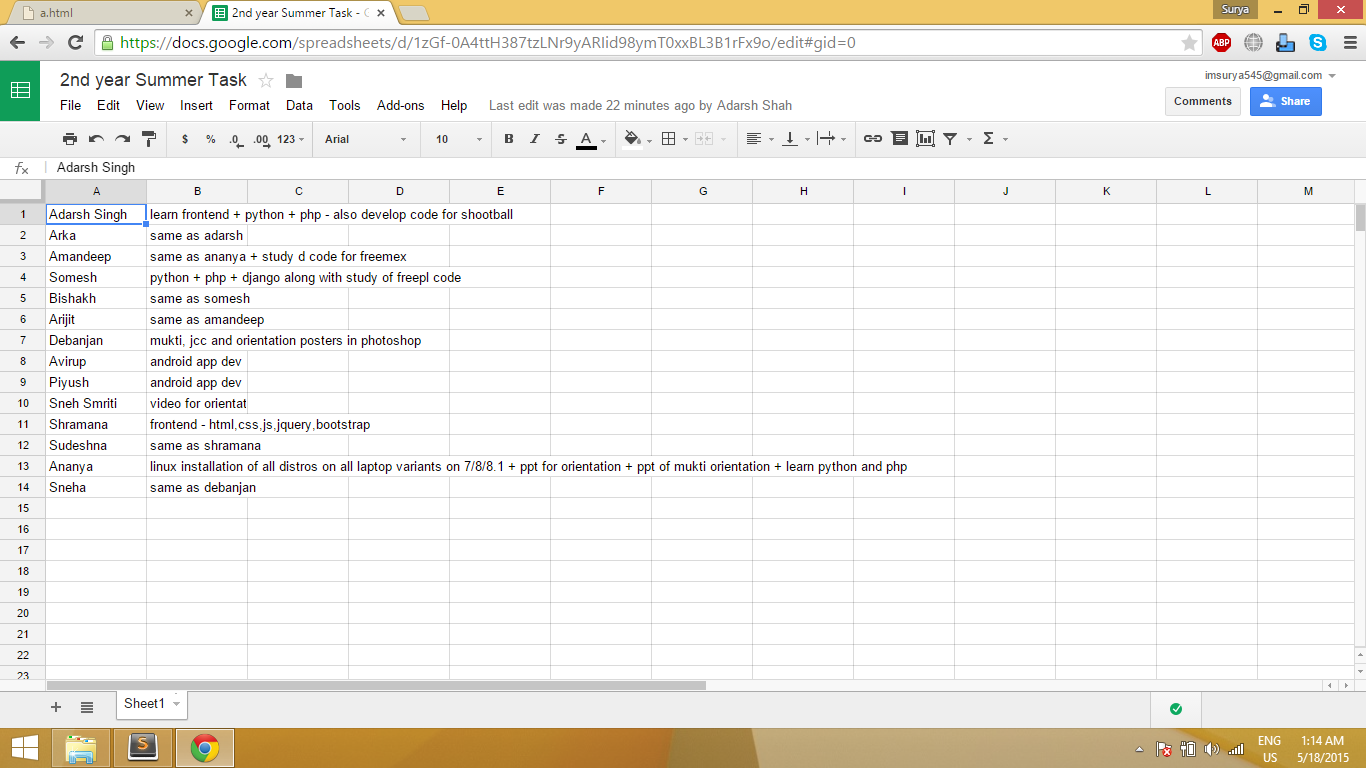 a.html
2nd year Summer Task - G
Surya
https://docs.google.com/spreadsheets/d/1zGf-0A4ttH387tzLNr9yARIid98ymT0xxBL3B1rFx9o/edit#gid=0
ABP
2nd year Summer Task
imsurya545@gmail.com
File Edit View Insert Format Data Tools Add-ons Help Last edit was made 22 minutes ago by Adarsh Shah
Comments Share
$ % .0 .00 123 Arial 10 B I S A Σ
fx Adarsh Singh
A B C D E F G H I J K L M
1 Adarsh Singh learn frontend + python + php - also develop code for shootball
2 Arka same as adarsh
3 Amandeep same as ananya + study d code for freemex
4 Somesh python + php + django along with study of freepl code
5 Bishakh same as somesh
6 Arijit same as amandeep
7 Debanjan mukti, jcc and orientation posters in photoshop
8 Avirup android app dev
9 Piyush android app dev
10 Sneh Smriti video for orientat
11 Shramana frontend - html,css,js,jquery,bootstrap
12 Sudeshna same as shramana
13 Ananya linux installation of all distros on all laptop variants on 7/8/8.1 + ppt for orientation + ppt of mukti orientation + learn python and php
14 Sneha same as debanjan
15
16
17
18
19
20
21
22
23
Sheet1
ENG 1:14 AM
US 5/18/2015